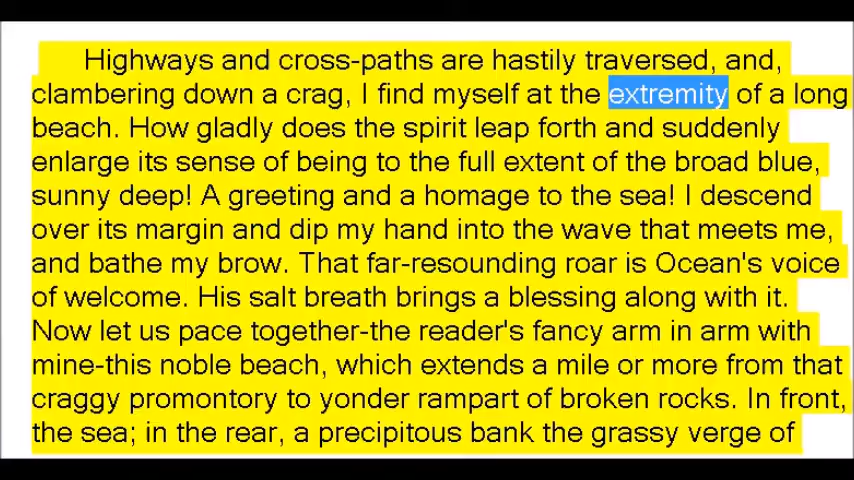 Highways and cross-paths are hastily traversed, and,
clambering down a crag, I find myself at the extremity of a long
beach. How gladly does the spirit leap forth and suddenly
enlarge its sense of being to the full extent of the broad blue,
sunny deep! A greeting and a homage to the sea! I descend
over its margin and dip my hand into the wave that meets me,
and bathe my brow. That far-resounding roar is Ocean's voice
of welcome. His salt breath brings a blessing along with it.
Now let us pace together-the reader's fancy arm in arm with
mine-this noble beach, which extends a mile or more from that
craggy promontory to yonder rampart of broken rocks. In front,
the sea; in the rear, a precipitous bank the grassy verge of